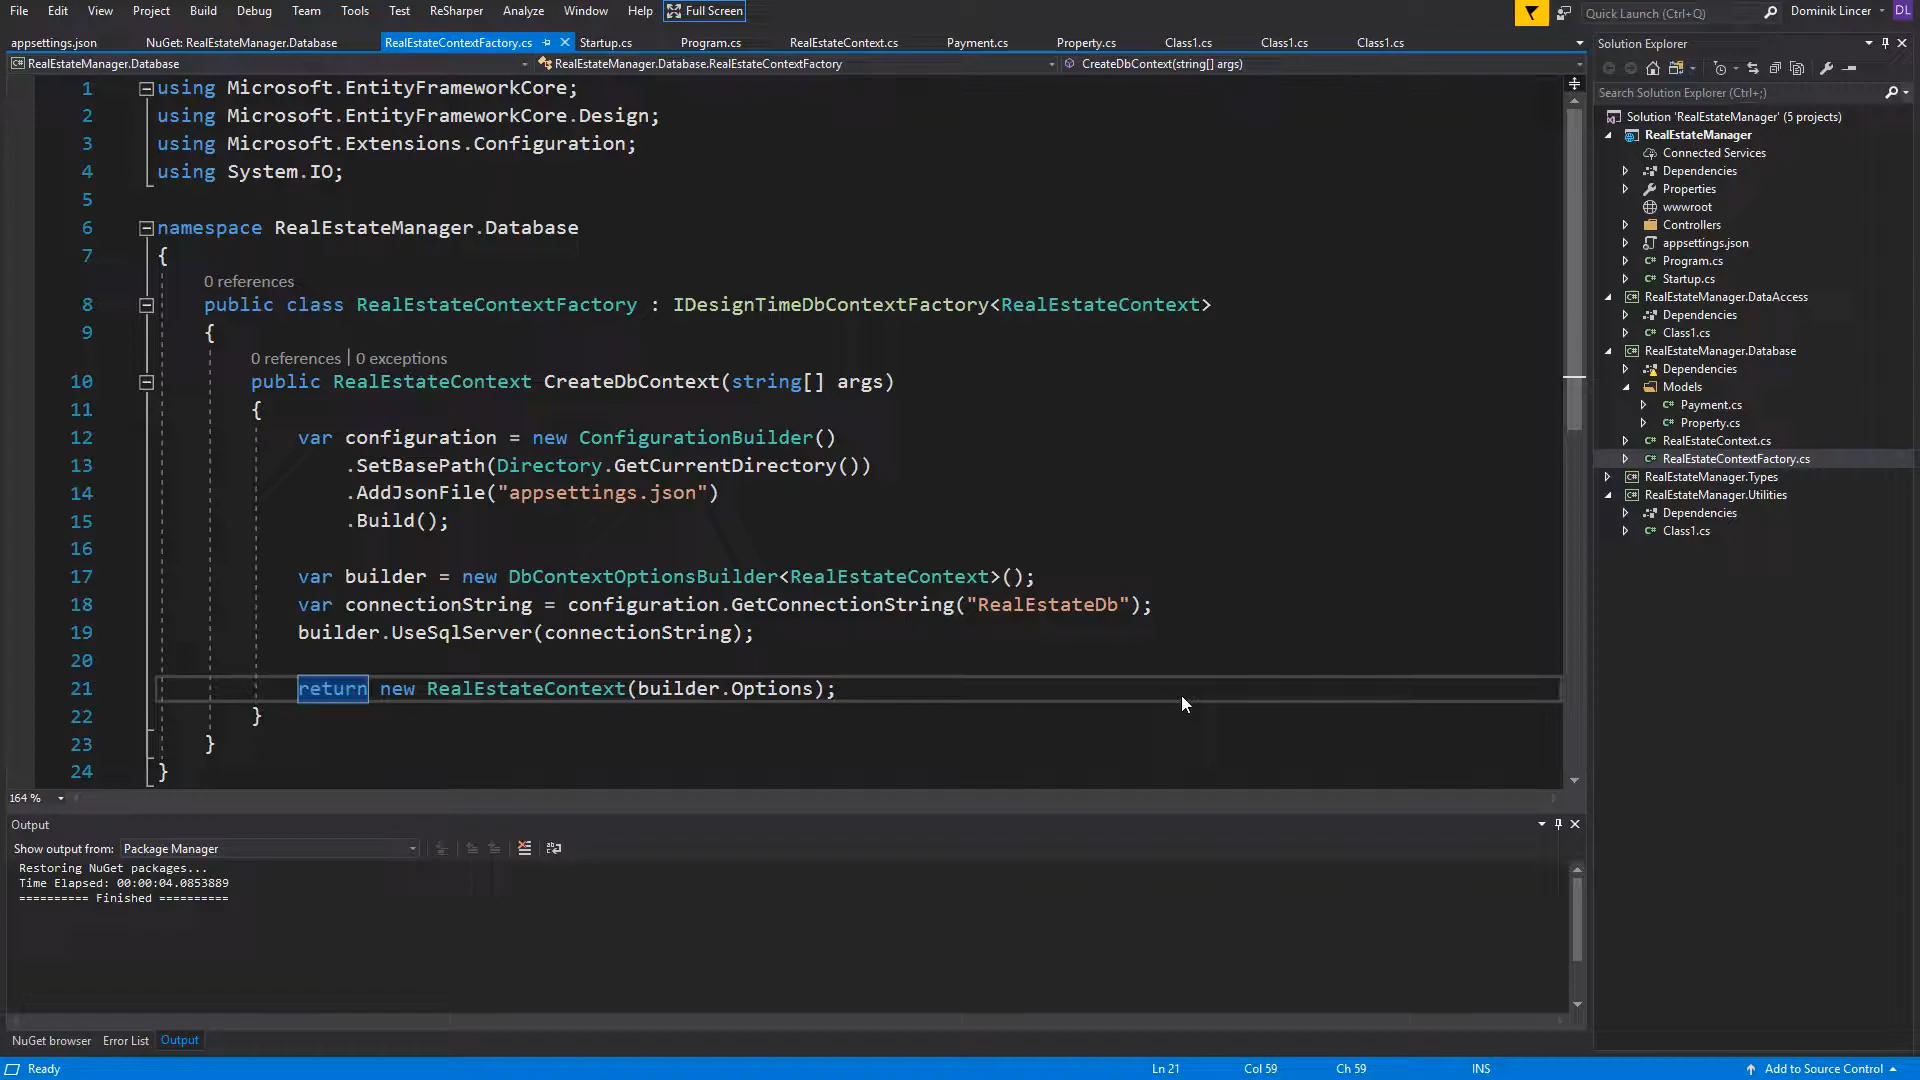 File Edit View Project Build Debug Team Tools Test ReSharper Analyze Window Help Full Screen Quick Launch (Ctrl+Q) Dominik Lincer DL
appsettings.json NuGet: RealEstateManager.Database RealEstateContextFactory.cs Startup.cs Program.cs RealEstateContext.cs Payment.cs Property.cs Class1.cs Class1.cs Class1.cs
RealEstateManager.Database RealEstateManager.Database.RealEstateContextFactory CreateDbContext(string[] args)
1 using Microsoft.EntityFrameworkCore;
2 using Microsoft.EntityFrameworkCore.Design;
3 using Microsoft.Extensions.Configuration;
4 using System.IO;
5
6 namespace RealEstateManager.Database
7 {
0 references
8 public class RealEstateContextFactory : IDesignTimeDbContextFactory<RealEstateContext>
9 {
0 references | 0 exceptions
10 public RealEstateContext CreateDbContext(string[] args)
11 {
12 var configuration = new ConfigurationBuilder()
13 .SetBasePath(Directory.GetCurrentDirectory())
14 .AddJsonFile("appsettings.json")
15 .Build();
16
17 var builder = new DbContextOptionsBuilder<RealEstateContext>();
18 var connectionString = configuration.GetConnectionString("RealEstateDb");
19 builder.UseSqlServer(connectionString);
20
21 return new RealEstateContext(builder.Options);
22 }
23 }
24 }
164 %
Output
Show output from: Package Manager
Restoring NuGet packages...
Time Elapsed: 00:00:04.0853889
========== Finished ==========
NuGet browser Error List Output
Solution Explorer
Search Solution Explorer (Ctrl+;)
Solution 'RealEstateManager' (5 projects)
RealEstateManager
Connected Services
Dependencies
Properties
wwwroot
Controllers
appsettings.json
C# Program.cs
C# Startup.cs
C# RealEstateManager.DataAccess
Dependencies
C# Class1.cs
C# RealEstateManager.Database
Dependencies
Models
C# Payment.cs
C# Property.cs
C# RealEstateContext.cs
C# RealEstateContextFactory.cs
C# RealEstateManager.Types
C# RealEstateManager.Utilities
Dependencies
C# Class1.cs
Ready Ln 21 Col 59 Ch 59 INS Add to Source Control